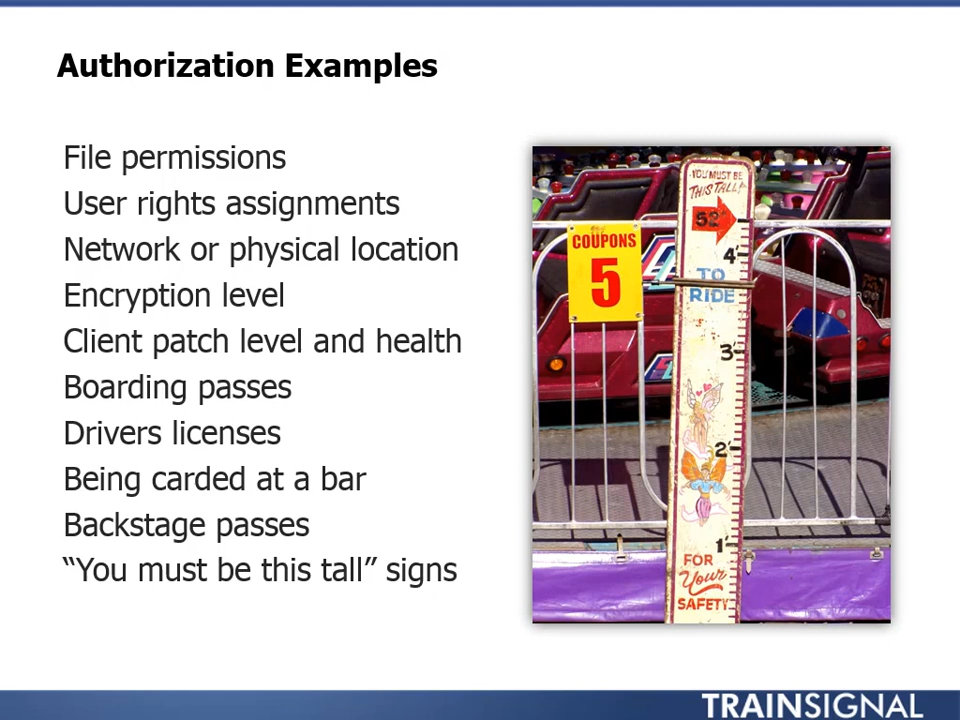 Authorization Examples
File permissions
User rights assignments
Network or physical location
Encryption level
Client patch level and health
Boarding passes
Drivers licenses
Being carded at a bar
Backstage passes
“You must be this tall” signs
COUPONS
5
YOU MUST BE
THIS TALL!
52"
4'
TO
RIDE
3'
2'
1'
FOR
Your
SAFETY
TRAINSIGNAL